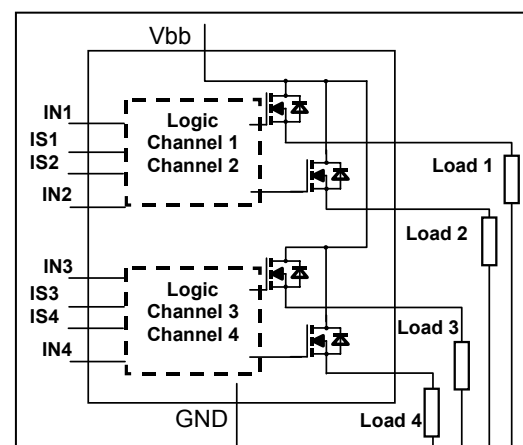 Vbb
IN1
IS1
IS2
IN2
Logic
Channel 1
Channel 2
Load 1
Load 2
IN3
IS3
IS4
IN4
Logic
Channel 3
Channel 4
Load 3
Load 4
GND